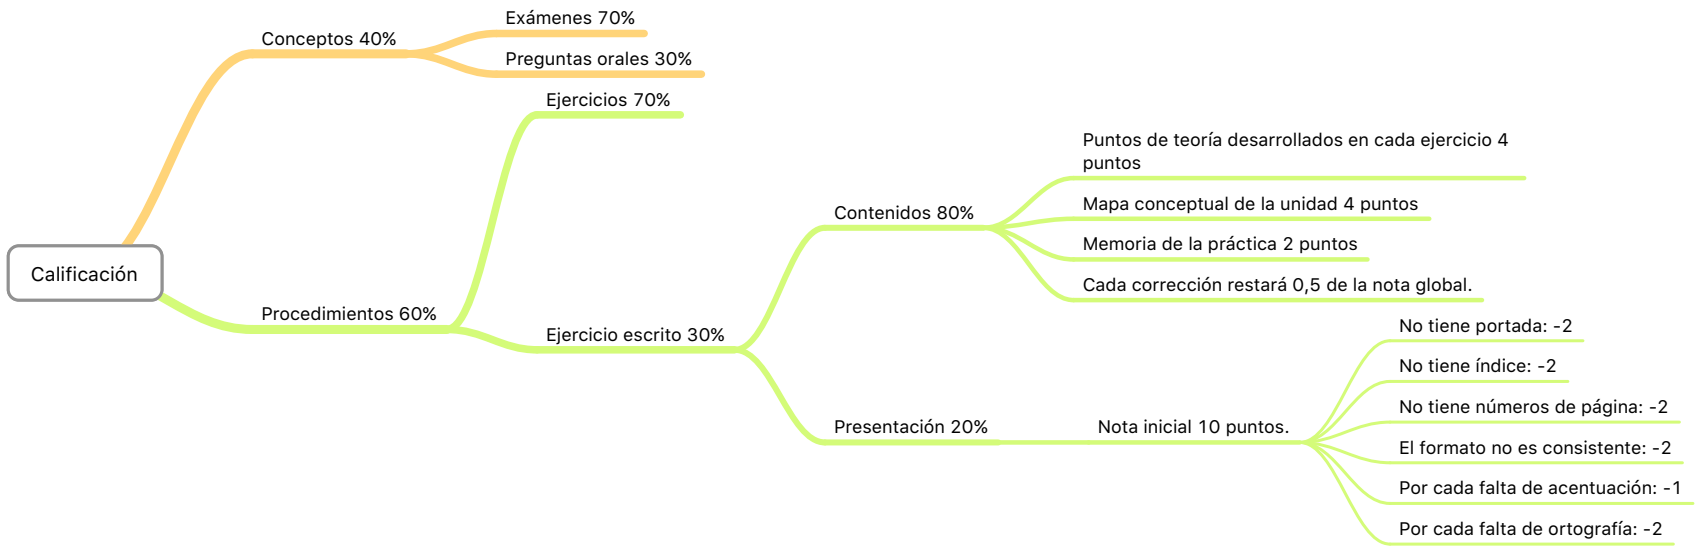 Calificación
Conceptos 40%
Exámenes 70%
Preguntas orales 30%
Procedimientos 60%
Ejercicios 70%
Ejercicio escrito 30%
Contenidos 80%
Puntos de teoría desarrollados en cada ejercicio 4
puntos
Mapa conceptual de la unidad 4 puntos
Memoria de la práctica 2 puntos
Cada corrección restará 0,5 de la nota global.
Presentación 20%
Nota inicial 10 puntos.
No tiene portada: -2
No tiene índice: -2
No tiene números de página: -2
El formato no es consistente: -2
Por cada falta de acentuación: -1
Por cada falta de ortografía: -2